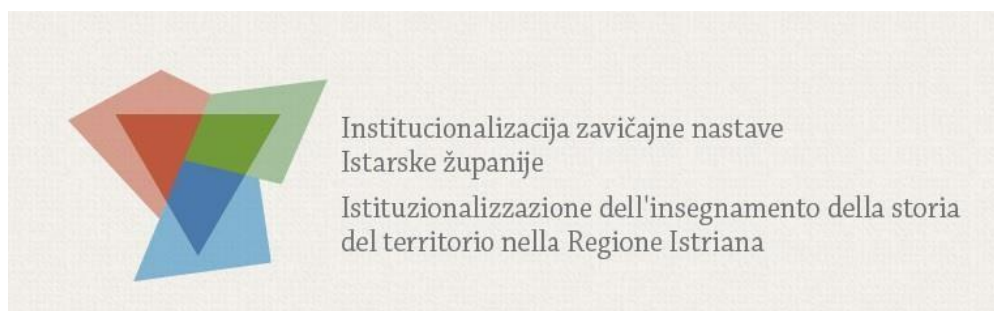 Institucionalizacija zavičajne nastave
Istarske županije
Istituzionalizzazione dell'insegnamento della storia
del territorio nella Regione Istriana